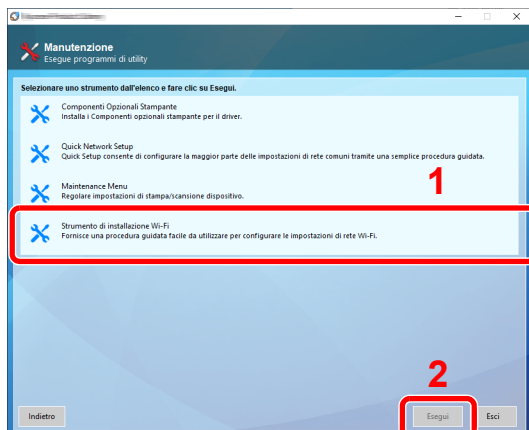 Manutenzione
Esegue programmi di utility
Selezionare uno strumento dall'elenco e fare clic su Esegui.
Componenti Opzionali Stampante
Installa i Componenti opzionali stampante per il driver.
Quick Network Setup
Quick Setup consente di configurare la maggior parte delle impostazioni di rete comuni tramite una semplice procedura guidata.
1
Maintenance Menu
Regolare impostazioni di stampa/scansione dispositivo.
Strumento di installazione Wi-Fi
Fornisce una procedura guidata facile da utilizzare per configurare le impostazioni di rete Wi-Fi.
2
Indietro
Esegui
Esci